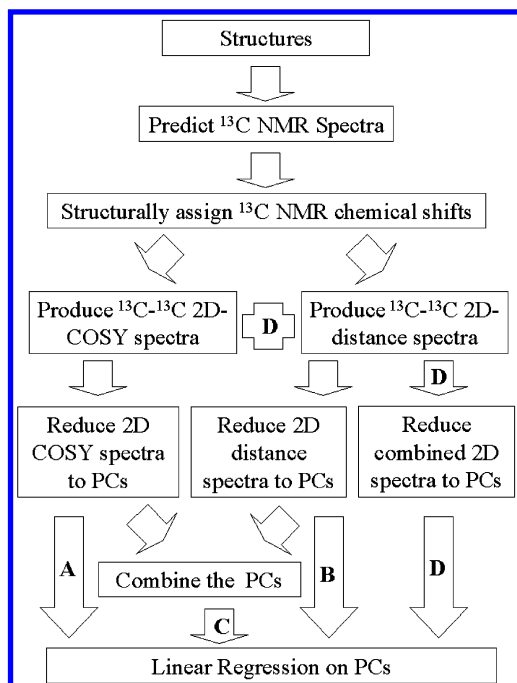 Structures
Predict ¹³C NMR Spectra
Structurally assign ¹³C NMR chemical shifts
Produce ¹³C-¹³C 2D-
COSY spectra
D
Produce ¹³C-¹³C 2D-
distance spectra
D
Reduce 2D
COSY spectra
to PCs
Reduce 2D
distance
spectra to PCs
Reduce
combined 2D
spectra to PCs
A
Combine the PCs
B
D
C
Linear Regression on PCs